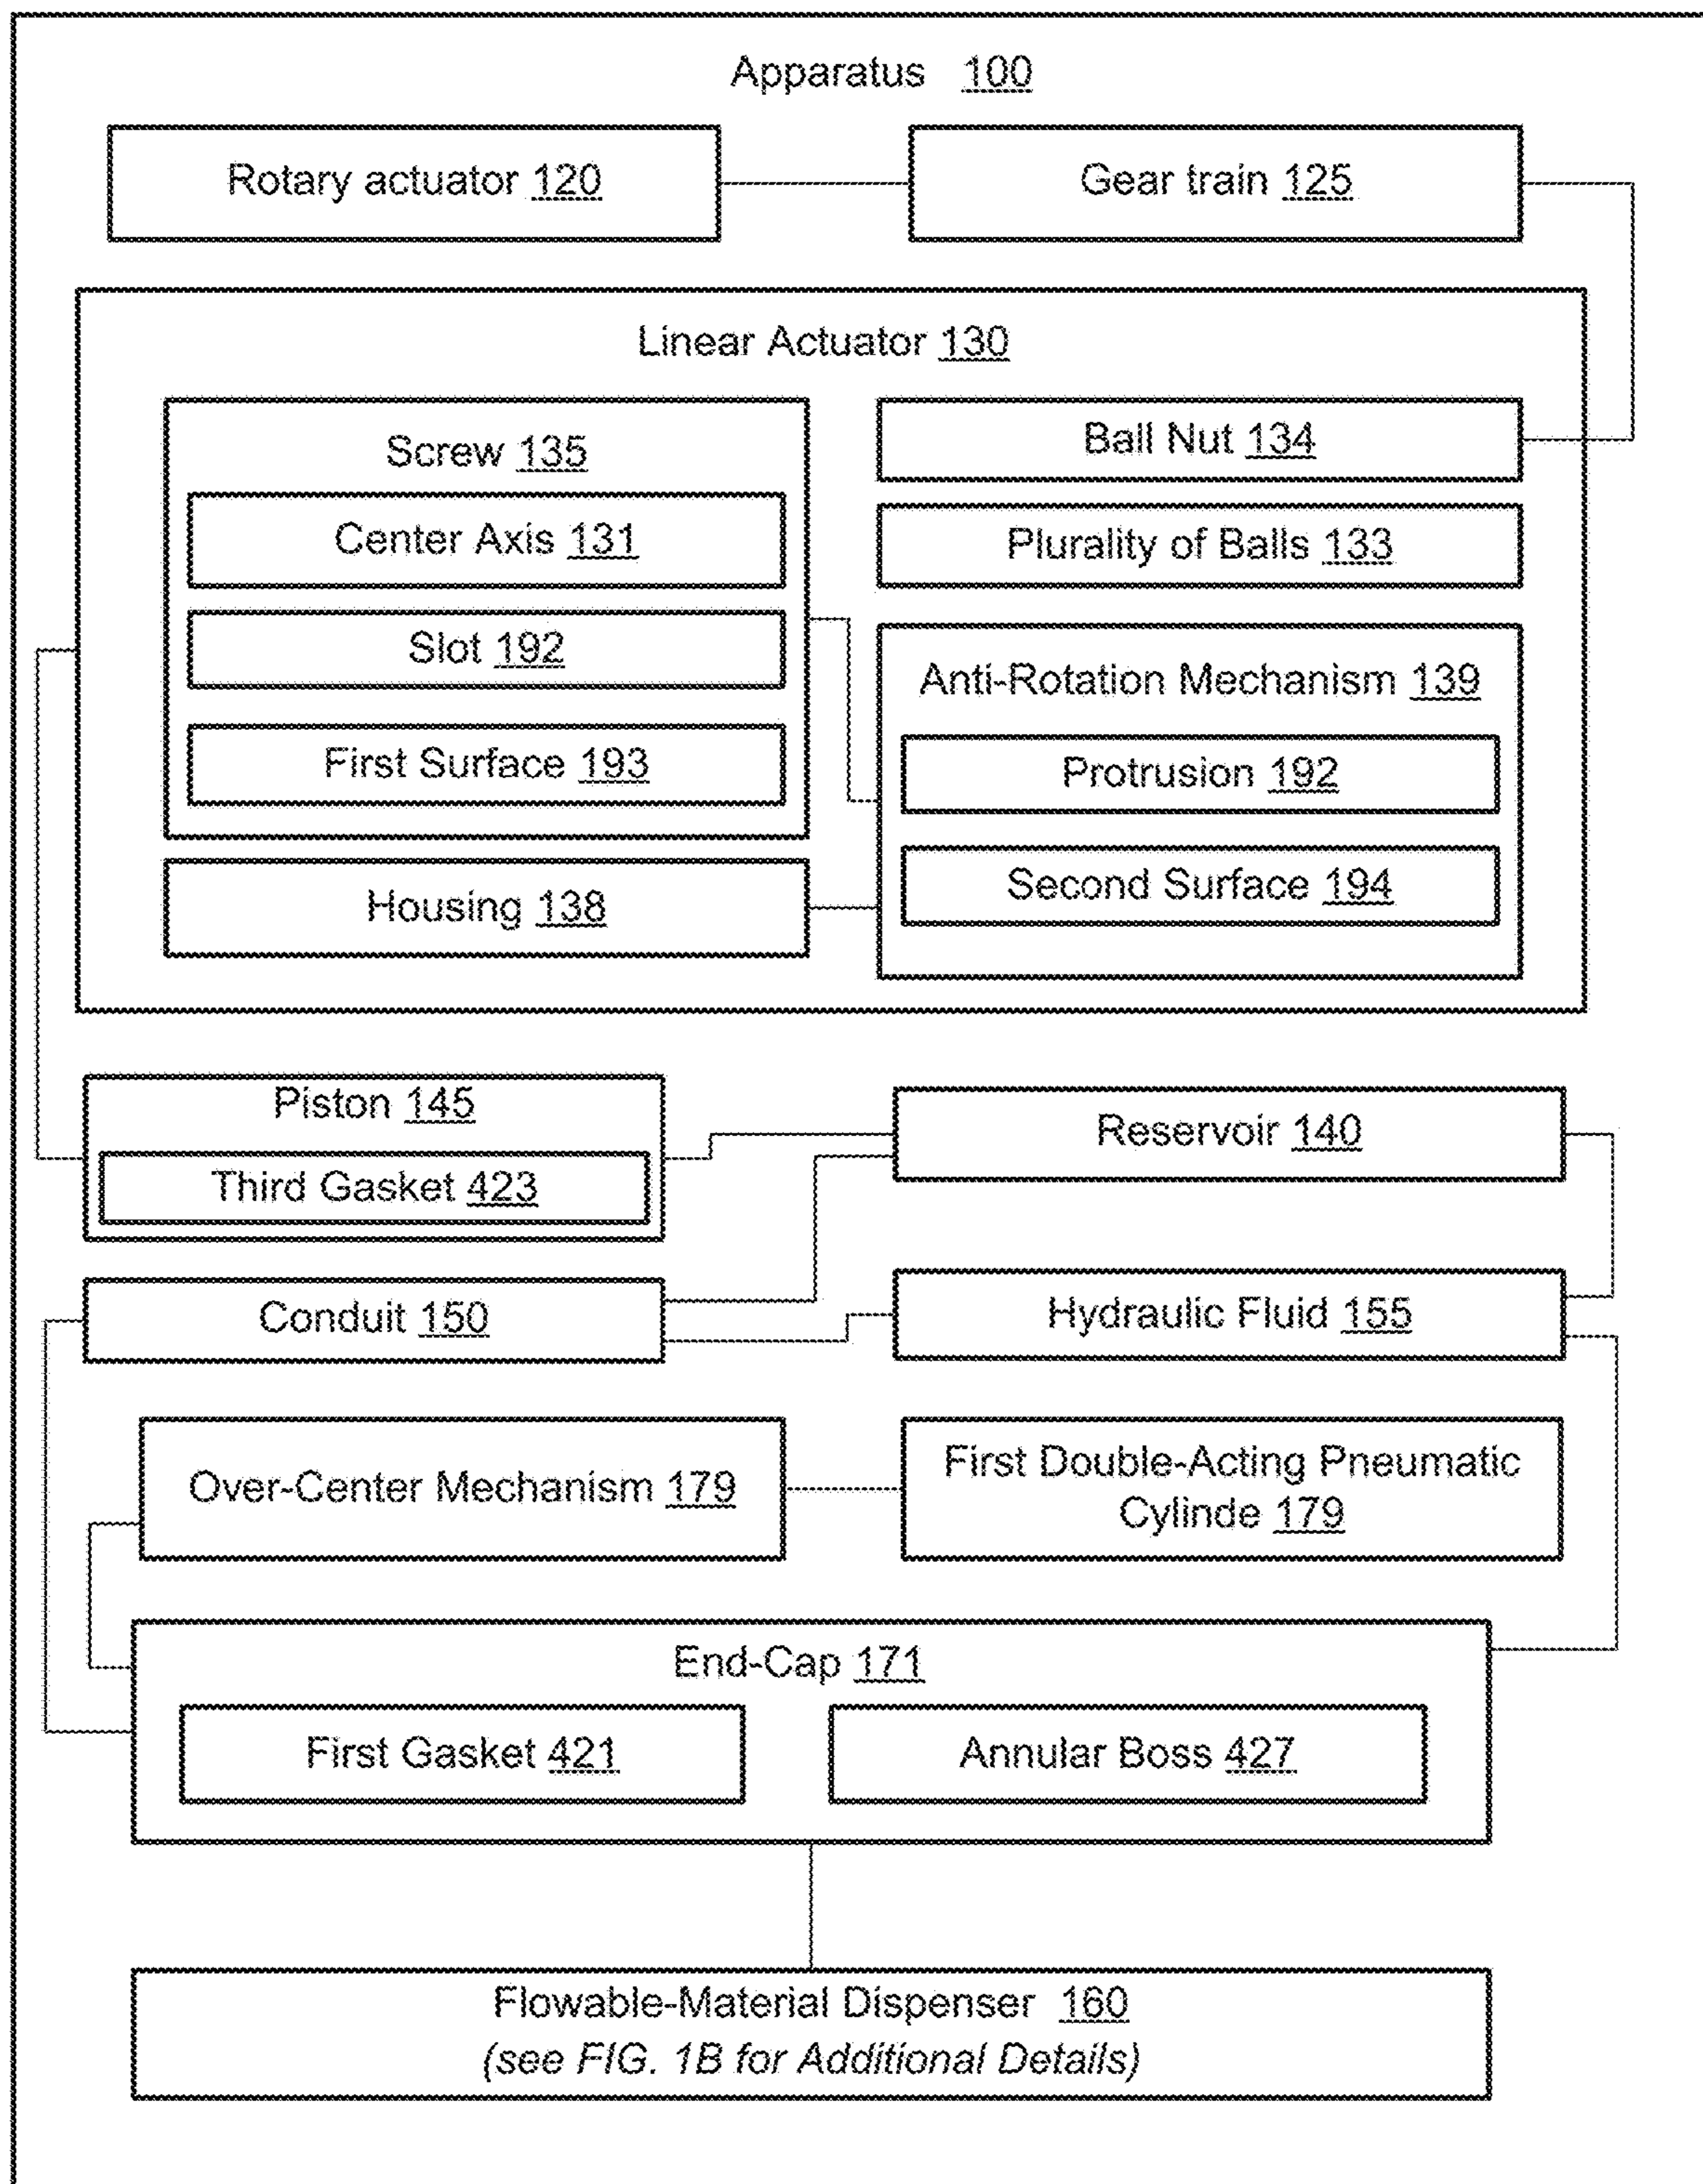 Apparatus 100
Rotary actuator 120
Gear train 125
Linear Actuator 130
Screw 135
Center Axis 131
Slot 192
First Surface 193
Housing 138
Ball Nut 134
Plurality of Balls 133
Anti-Rotation Mechanism 139
Protrusion 192
Second Surface 194
Piston 145
Third Gasket 423
Reservoir 140
Conduit 150
Hydraulic Fluid 155
Over-Center Mechanism 179
First Double-Acting Pneumatic
Cylinde 179
End-Cap 171
First Gasket 421
Annular Boss 427
Flowable-Material Dispenser 160
(see FIG. 1B for Additional Details)